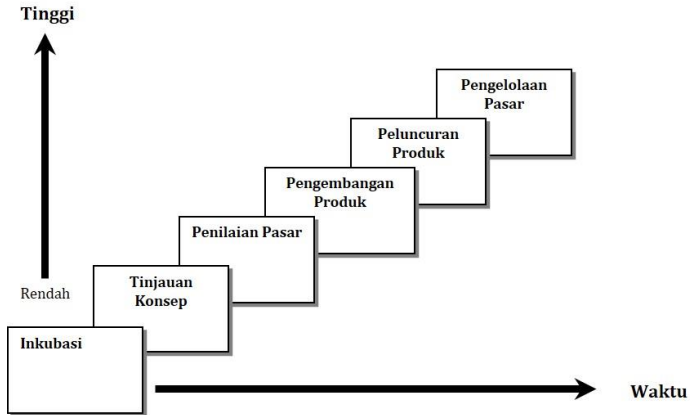 Tinggi
Pengelolaan
Pasar
Peluncuran
Produk
Pengembangan
Produk
Penilaian Pasar
Tinjauan
Konsep
Rendah
Inkubasi
Waktu